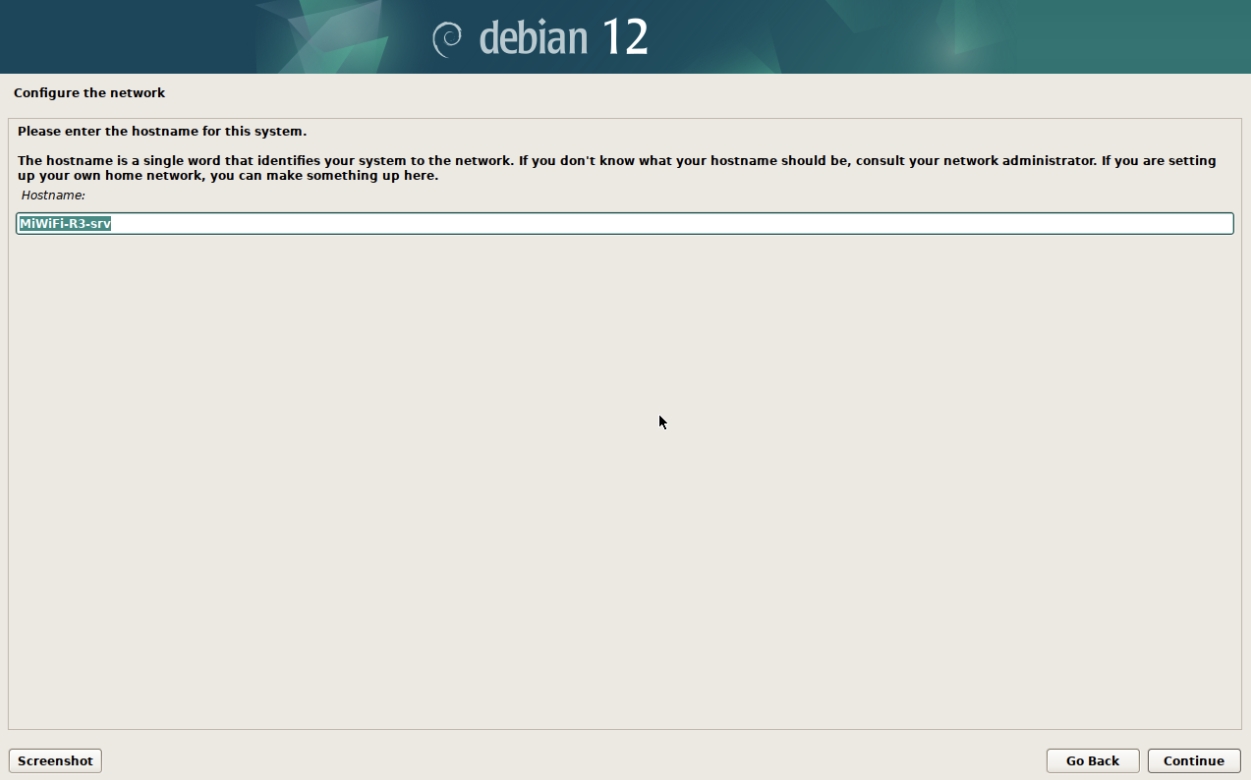 debian 12
Configure the network
Please enter the hostname for this system.
The hostname is a single word that identifies your system to the network. If you don't know what your hostname should be, consult your network administrator. If you are setting
up your own home network, you can make something up here.
Hostname:
MiWiFi-R3-srv
Screenshot
Go Back
Continue